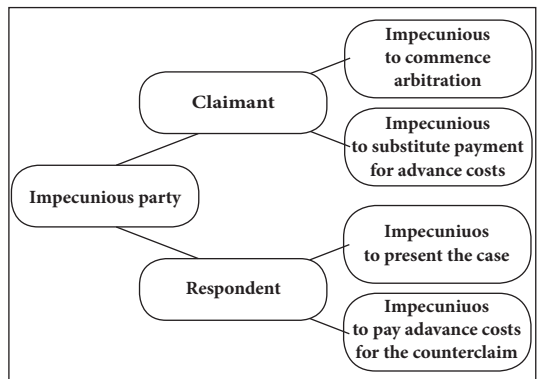 Impecunious
to commence
arbitration
Claimant
Impecunious
to substitute payment
for advance costs
Impecunious party
Impecuniuos
to present the case
Respondent
Impecuniuos
to pay adavance costs
for the counterclaim